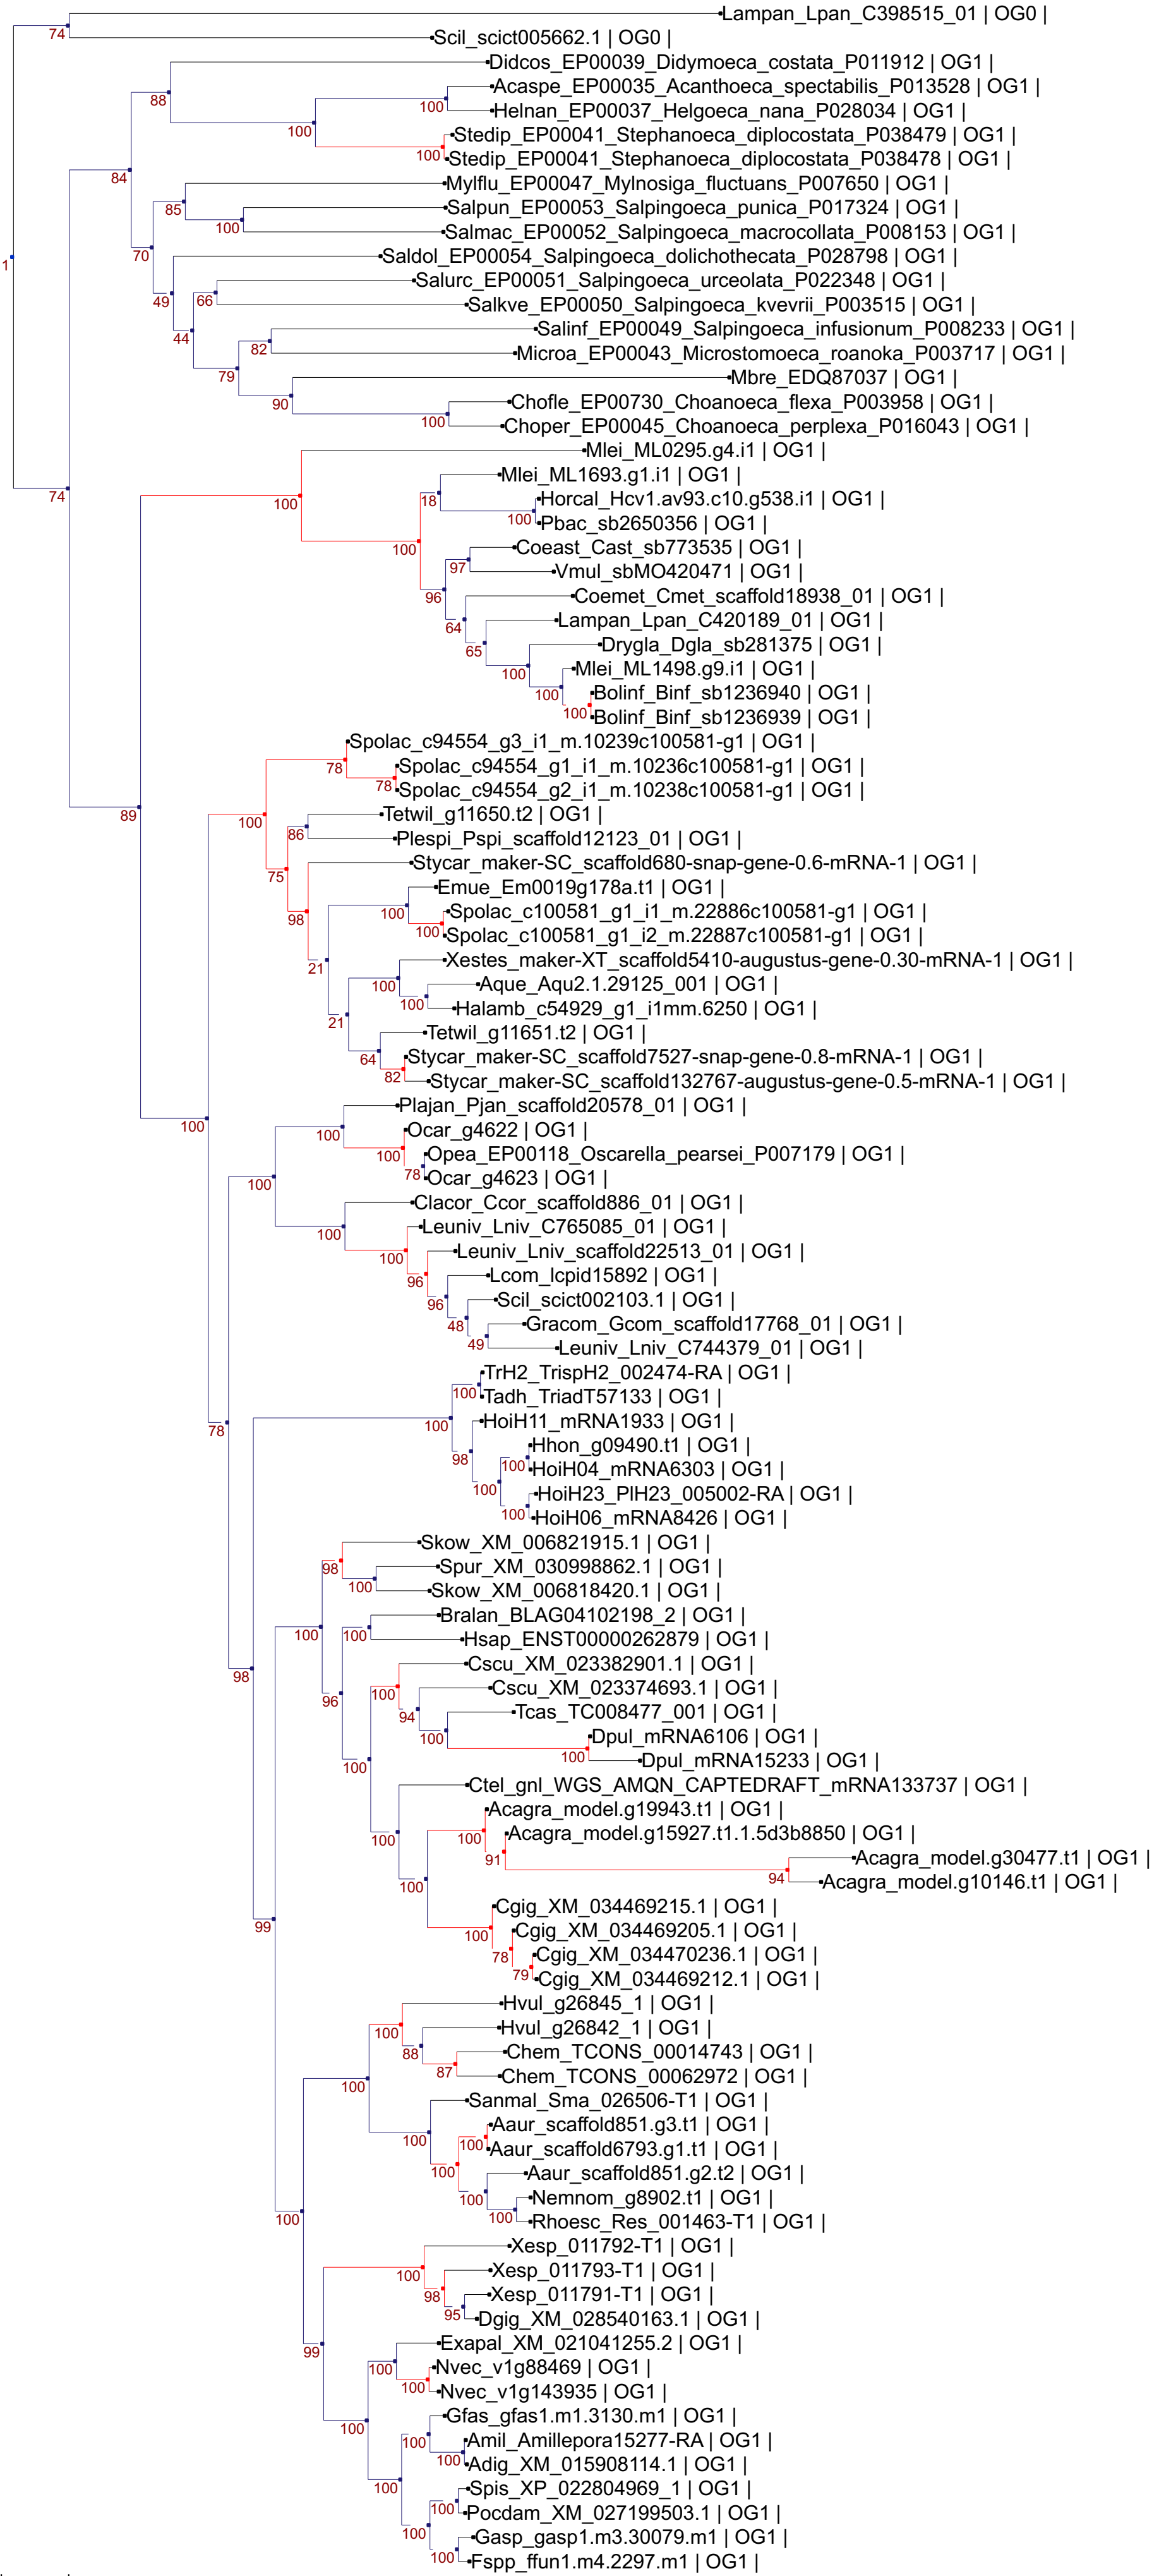 Lampan_Lpan_C398515_01 | OG0 |
74
Scil_scict005662.1 | OG0 |
Didcos_EP00039_Didymoeca_costata_P011912 | OG1 |
88
Acaspe_EP00035_Acanthoeca_spectabilis_P013528 | OG1 |
100
Helnan_EP00037_Helgoeca_nana_P028034 | OG1 |
100
Stedip_EP00041_Stephanoeca_diplocostata_P038479 | OG1 |
100
Stedip_EP00041_Stephanoeca_diplocostata_P038478 | OG1 |
84
Mylflu_EP00047_Mylnosiga_fluctuans_P007650 | OG1 |
85
Salpun_EP00053_Salpingoeca_punica_P017324 | OG1 |
100
Salmac_EP00052_Salpingoeca_macrocollata_P008153 | OG1 |
70
Saldol_EP00054_Salpingoeca_dolichothecata_P028798 | OG1 |
1
Salurc_EP00051_Salpingoeca_urceolata_P022348 | OG1 |
49
66
Salkve_EP00050_Salpingoeca_kvevrii_P003515 | OG1 |
44
Salinf_EP00049_Salpingoeca_infusionum_P008233 | OG1 |
82
Microa_EP00043_Microstomoeca_roanoka_P003717 | OG1 |
79
Mbre_EDQ87037 | OG1 |
90
Chofle_EP00730_Choanoeca_flexa_P003958 | OG1 |
100
Choper_EP00045_Choanoeca_perplexa_P016043 | OG1 |
Mlei_ML0295.g4.i1 | OG1 |
74
Mlei_ML1693.g1.i1 | OG1 |
100
18
Horcal_Hcv1.av93.c10.g538.i1 | OG1 |
100
Pbac_sb2650356 | OG1 |
100
Coeast_Cast_sb773535 | OG1 |
97
Vmul_sbMO420471 | OG1 |
96
Coemet_Cmet_scaffold18938_01 | OG1 |
64
Lampan_Lpan_C420189_01 | OG1 |
65
Drygla_Dgla_sb281375 | OG1 |
100
Mlei_ML1498.g9.i1 | OG1 |
100
Bolinf_Binf_sb1236940 | OG1 |
100
Bolinf_Binf_sb1236939 | OG1 |
Spolac_c94554_g3_i1_m.10239c100581-g1 | OG1 |
78
Spolac_c94554_g1_i1_m.10236c100581-g1 | OG1 |
78
Spolac_c94554_g2_i1_m.10238c100581-g1 | OG1 |
89
100
Tetwil_g11650.t2 | OG1 |
86
Plespi_Pspi_scaffold12123_01 | OG1 |
75
Stycar_maker-SC_scaffold680-snap-gene-0.6-mRNA-1 | OG1 |
Emue_Em0019g178a.t1 | OG1 |
98
100
Spolac_c100581_g1_i1_m.22886c100581-g1 | OG1 |
100
Spolac_c100581_g1_i2_m.22887c100581-g1 | OG1 |
21
Xestes_maker-XT_scaffold5410-augustus-gene-0.30-mRNA-1 | OG1 |
100
Aque_Aqu2.1.29125_001 | OG1 |
100
Halamb_c54929_g1_i1mm.6250 | OG1 |
21
Tetwil_g11651.t2 | OG1 |
64
Stycar_maker-SC_scaffold7527-snap-gene-0.8-mRNA-1 | OG1 |
82
Stycar_maker-SC_scaffold132767-augustus-gene-0.5-mRNA-1 | OG1 |
Plajan_Pjan_scaffold20578_01 | OG1 |
100
100
Ocar_g4622 | OG1 |
100
Opea_EP00118_Oscarella_pearsei_P007179 | OG1 |
78
Ocar_g4623 | OG1 |
100
Clacor_Ccor_scaffold886_01 | OG1 |
100
Leuniv_Lniv_C765085_01 | OG1 |
100
Leuniv_Lniv_scaffold22513_01 | OG1 |
96
Lcom_lcpid15892 | OG1 |
96
Scil_scict002103.1 | OG1 |
48
Gracom_Gcom_scaffold17768_01 | OG1 |
49
Leuniv_Lniv_C744379_01 | OG1 |
TrH2_TrispH2_002474-RA | OG1 |
100
Tadh_TriadT57133 | OG1 |
78
100
HoiH11_mRNA1933 | OG1 |
Hhon_g09490.t1 | OG1 |
98
100
HoiH04_mRNA6303 | OG1 |
100
HoiH23_PlH23_005002-RA | OG1 |
100
HoiH06_mRNA8426 | OG1 |
Skow_XM_006821915.1 | OG1 |
98
Spur_XM_030998862.1 | OG1 |
100
Skow_XM_006818420.1 | OG1 |
Bralan_BLAG04102198_2 | OG1 |
100
100
Hsap_ENST00000262879 | OG1 |
98
Cscu_XM_023382901.1 | OG1 |
96
100
Cscu_XM_023374693.1 | OG1 |
94
Tcas_TC008477_001 | OG1 |
100
Dpul_mRNA6106 | OG1 |
100
Dpul_mRNA15233 | OG1 |
100
Ctel_gnl_WGS_AMQN_CAPTEDRAFT_mRNA133737 | OG1 |
Acagra_model.g19943.t1 | OG1 |
100
100
Acagra_model.g15927.t1.1.5d3b8850 | OG1 |
91
Acagra_model.g30477.t1 | OG1 |
94
Acagra_model.g10146.t1 | OG1 |
100
Cgig_XM_034469215.1 | OG1 |
99
100
Cgig_XM_034469205.1 | OG1 |
78
Cgig_XM_034470236.1 | OG1 |
79
Cgig_XM_034469212.1 | OG1 |
Hvul_g26845_1 | OG1 |
100
Hvul_g26842_1 | OG1 |
88
Chem_TCONS_00014743 | OG1 |
87
Chem_TCONS_00062972 | OG1 |
100
Sanmal_Sma_026506-T1 | OG1 |
Aaur_scaffold851.g3.t1 | OG1 |
100
100
Aaur_scaffold6793.g1.t1 | OG1 |
100
Aaur_scaffold851.g2.t2 | OG1 |
100
Nemnom_g8902.t1 | OG1 |
100
Rhoesc_Res_001463-T1 | OG1 |
100
Xesp_011792-T1 | OG1 |
100
Xesp_011793-T1 | OG1 |
98
Xesp_011791-T1 | OG1 |
95
Dgig_XM_028540163.1 | OG1 |
99
Exapal_XM_021041255.2 | OG1 |
100
Nvec_v1g88469 | OG1 |
100
Nvec_v1g143935 | OG1 |
100
Gfas_gfas1.m1.3130.m1 | OG1 |
100
Amil_Amillepora15277-RA | OG1 |
100
Adig_XM_015908114.1 | OG1 |
100
Spis_XP_022804969_1 | OG1 |
100
Pocdam_XM_027199503.1 | OG1 |
100
Gasp_gasp1.m3.30079.m1 | OG1 |
100
Fspp_ffun1.m4.2297.m1 | OG1 |